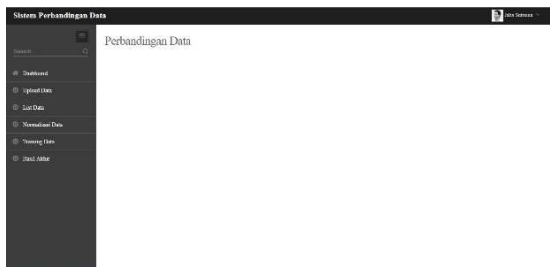 Sistem Perbandingan Data
Perbandingan Data
Search
Dashboard
Upload Data
List Data
Normalisasi Data
Training Data
Hasil Akhir